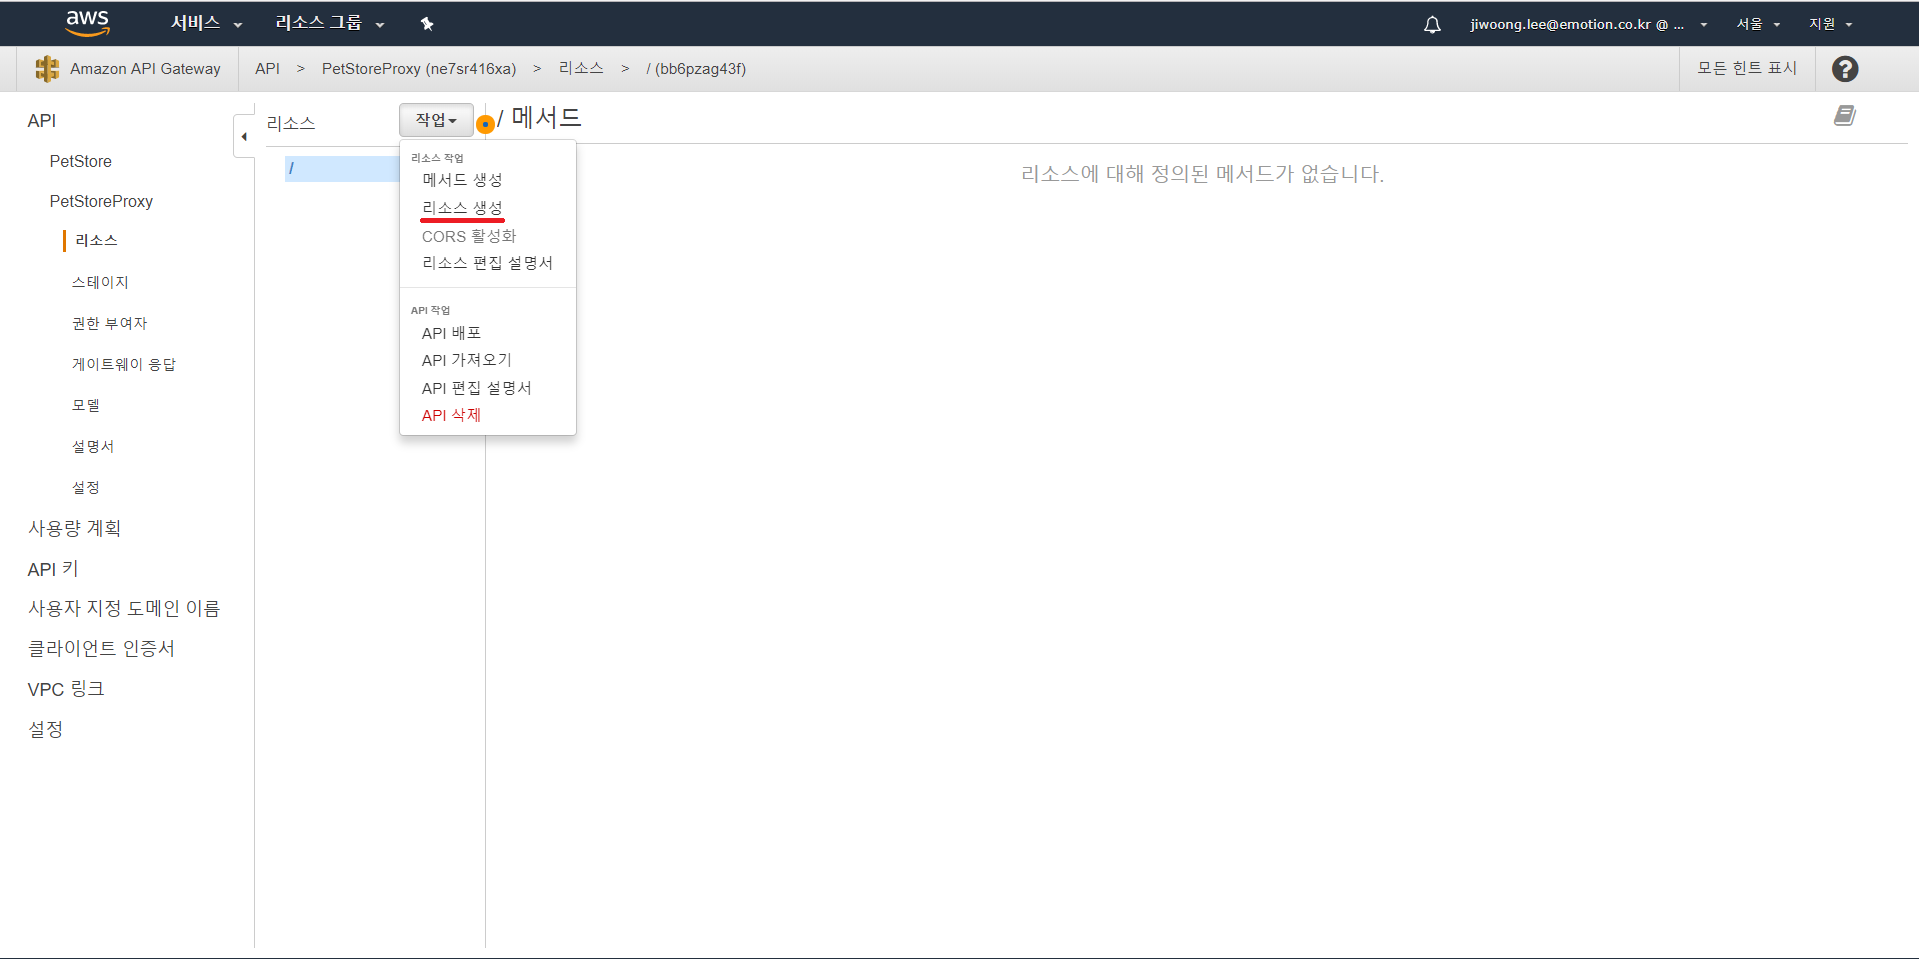 aws 서비스 리소스 그룹 jiwoong.lee@emotion.co.kr @ ... 서울 지원
Amazon API Gateway API > PetStoreProxy (ne7sr416xa) > 리소스 > / (bb6pzag43f) 모든 힌트 표시 ?
API
PetStore
PetStoreProxy
리소스
스테이지
권한 부여자
게이트웨이 응답
모델
설명서
설정
사용량 계획
API 키
사용자 지정 도메인 이름
클라이언트 인증서
VPC 링크
설정
리소스 작업
/
리소스 작업
메서드 생성
리소스 생성
CORS 활성화
리소스 편집 설명서
API 작업
API 배포
API 가져오기
API 편집 설명서
API 삭제
/ 메서드
리소스에 대해 정의된 메서드가 없습니다.